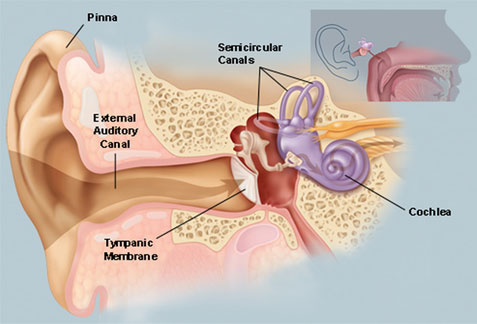 Pinna
Semicircular
Canals
External
Auditory
Canal
Cochlea
Tympanic
Membrane